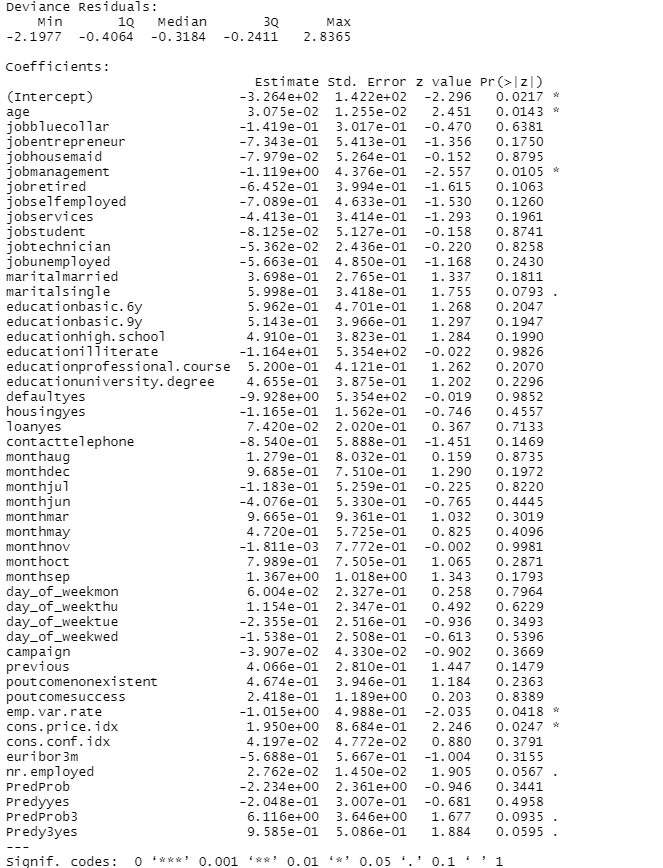 Deviance Residuals:
Min 1Q Median 3Q Max
-2.1977 -0.4064 -0.3184 -0.2411 2.8365
Coefficients:
Estimate Std. Error z value Pr(>|z|)
(Intercept) -3.264e+02 1.422e+02 -2.296 0.0217 *
age 3.075e-02 1.255e-02 2.451 0.0143 *
jobbluecollar -1.419e-01 3.017e-01 -0.470 0.6381
jobentrepreneur -7.343e-01 5.413e-01 -1.356 0.1750
jobhousemaid -7.979e-02 5.264e-01 -0.152 0.8795
jobmanagement -1.119e+00 4.376e-01 -2.557 0.0105 *
jobretired -6.452e-01 3.994e-01 -1.615 0.1063
jobselfemployed -7.089e-01 4.633e-01 -1.530 0.1260
jobservices -4.413e-01 3.414e-01 -1.293 0.1961
jobstudent -8.125e-02 5.127e-01 -0.158 0.8741
jobtechnician -5.362e-02 2.436e-01 -0.220 0.8258
jobunemployed -5.663e-01 4.850e-01 -1.168 0.2430
maritalmarried 3.698e-01 2.765e-01 1.337 0.1811
maritalsingle 5.998e-01 3.418e-01 1.755 0.0793 .
educationbasic.6y 5.962e-01 4.701e-01 1.268 0.2047
educationbasic.9y 5.143e-01 3.966e-01 1.297 0.1947
educationhigh.school 4.910e-01 3.823e-01 1.284 0.1990
educationilliterate -1.164e+01 5.354e+02 -0.022 0.9826
educationprofessional.course 5.200e-01 4.121e-01 1.262 0.2070
educationuniversity.degree 4.655e-01 3.875e-01 1.202 0.2296
defaultyes -9.928e+00 5.354e+02 -0.019 0.9852
housingyes -1.165e-01 1.562e-01 -0.746 0.4557
loanyes 7.420e-02 2.020e-01 0.367 0.7133
contacttelephone -8.540e-01 5.888e-01 -1.451 0.1469
monthaug 1.279e-01 8.032e-01 0.159 0.8735
monthdec 9.685e-01 7.510e-01 1.290 0.1972
monthjul -1.183e-01 5.259e-01 -0.225 0.8220
monthjun -4.076e-01 5.330e-01 -0.765 0.4445
monthmar 9.665e-01 9.361e-01 1.032 0.3019
monthmay 4.720e-01 5.725e-01 0.825 0.4096
monthnov -1.811e-03 7.772e-01 -0.002 0.9981
monthoct 7.989e-01 7.505e-01 1.065 0.2871
monthsep 1.367e+00 1.018e+00 1.343 0.1793
day_of_weekmon 6.004e-02 2.327e-01 0.258 0.7964
day_of_weekthu 1.154e-01 2.347e-01 0.492 0.6229
day_of_weektue -2.355e-01 2.516e-01 -0.936 0.3493
day_of_weekwed -1.538e-01 2.508e-01 -0.613 0.5396
campaign -3.907e-02 4.330e-02 -0.902 0.3669
previous 4.066e-01 2.810e-01 1.447 0.1479
poutcomenonexistent 4.674e-01 3.946e-01 1.184 0.2363
poutcomesuccess 2.418e-01 1.189e+00 0.203 0.8389
emp.var.rate -1.015e+00 4.988e-01 -2.035 0.0418 *
cons.price.idx 1.950e+00 8.684e-01 2.246 0.0247 *
cons.conf.idx 4.197e-02 4.772e-02 0.880 0.3791
euribor3m -5.688e-01 5.667e-01 -1.004 0.3155
nr.employed 2.762e-02 1.450e-02 1.905 0.0567 .
PredProb -2.234e+00 2.361e+00 -0.946 0.3441
Predyyes -2.048e-01 3.007e-01 -0.681 0.4958
PredProb3 6.116e+00 3.646e+00 1.677 0.0935 .
Predy3yes 9.585e-01 5.086e-01 1.884 0.0595 .
---
Signif. codes: 0 ‘***’ 0.001 ‘**’ 0.01 ‘*’ 0.05 ‘.’ 0.1 ‘ ’ 1